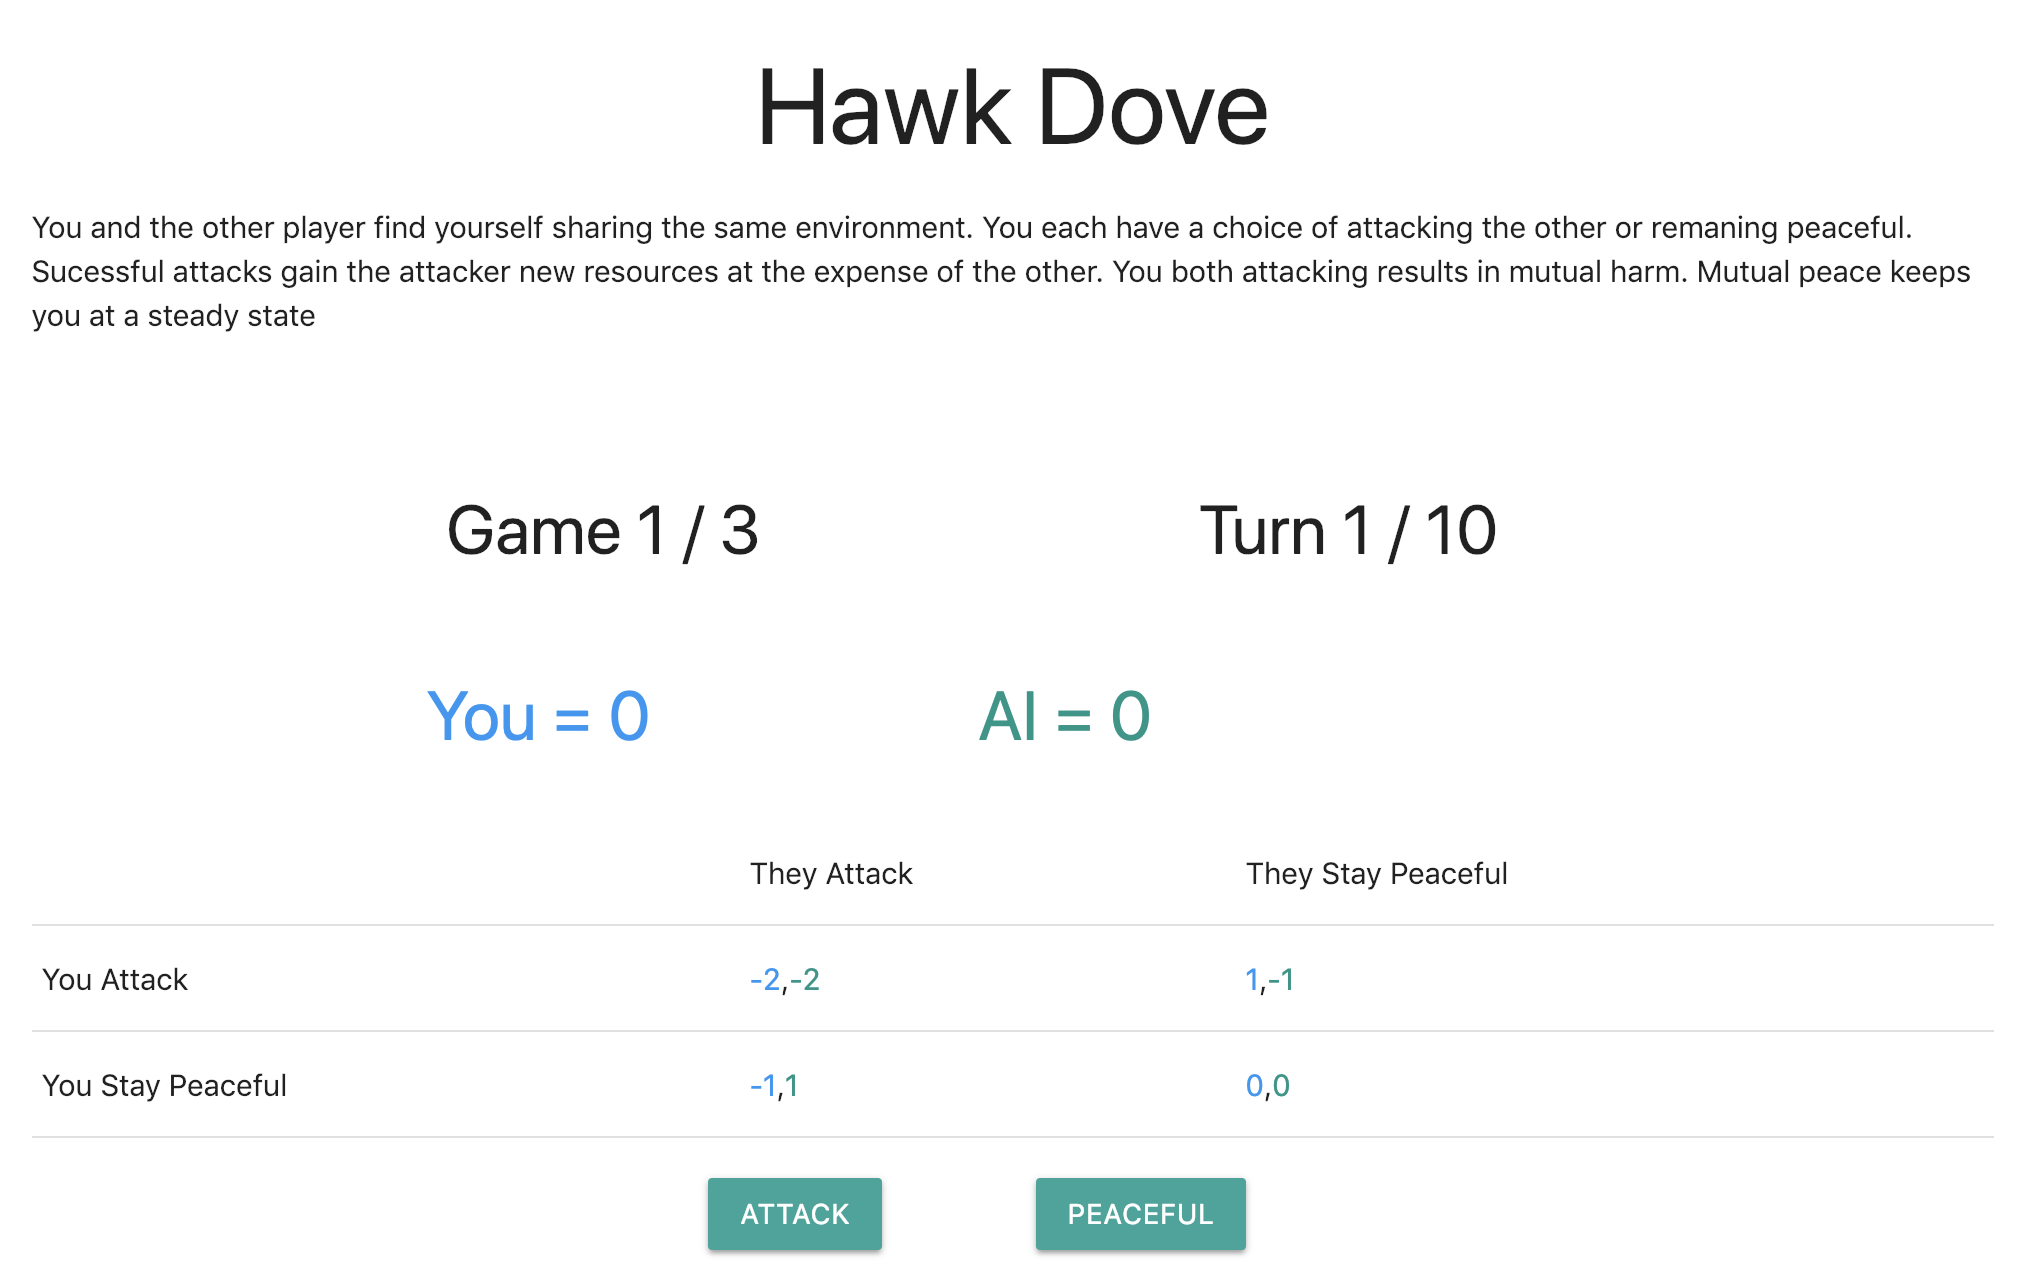 Hawk Dove
You and the other player find yourself sharing the same environment. You each have a choice of attacking the other or remaning peaceful.
Sucessful attacks gain the attacker new resources at the expense of the other. You both attacking results in mutual harm. Mutual peace keeps
you at a steady state
Game 1 / 3 Turn 1 / 10
You = 0 AI = 0
They Attack They Stay Peaceful
You Attack -2,-2 1,-1
You Stay Peaceful -1,1 0,0
ATTACK PEACEFUL